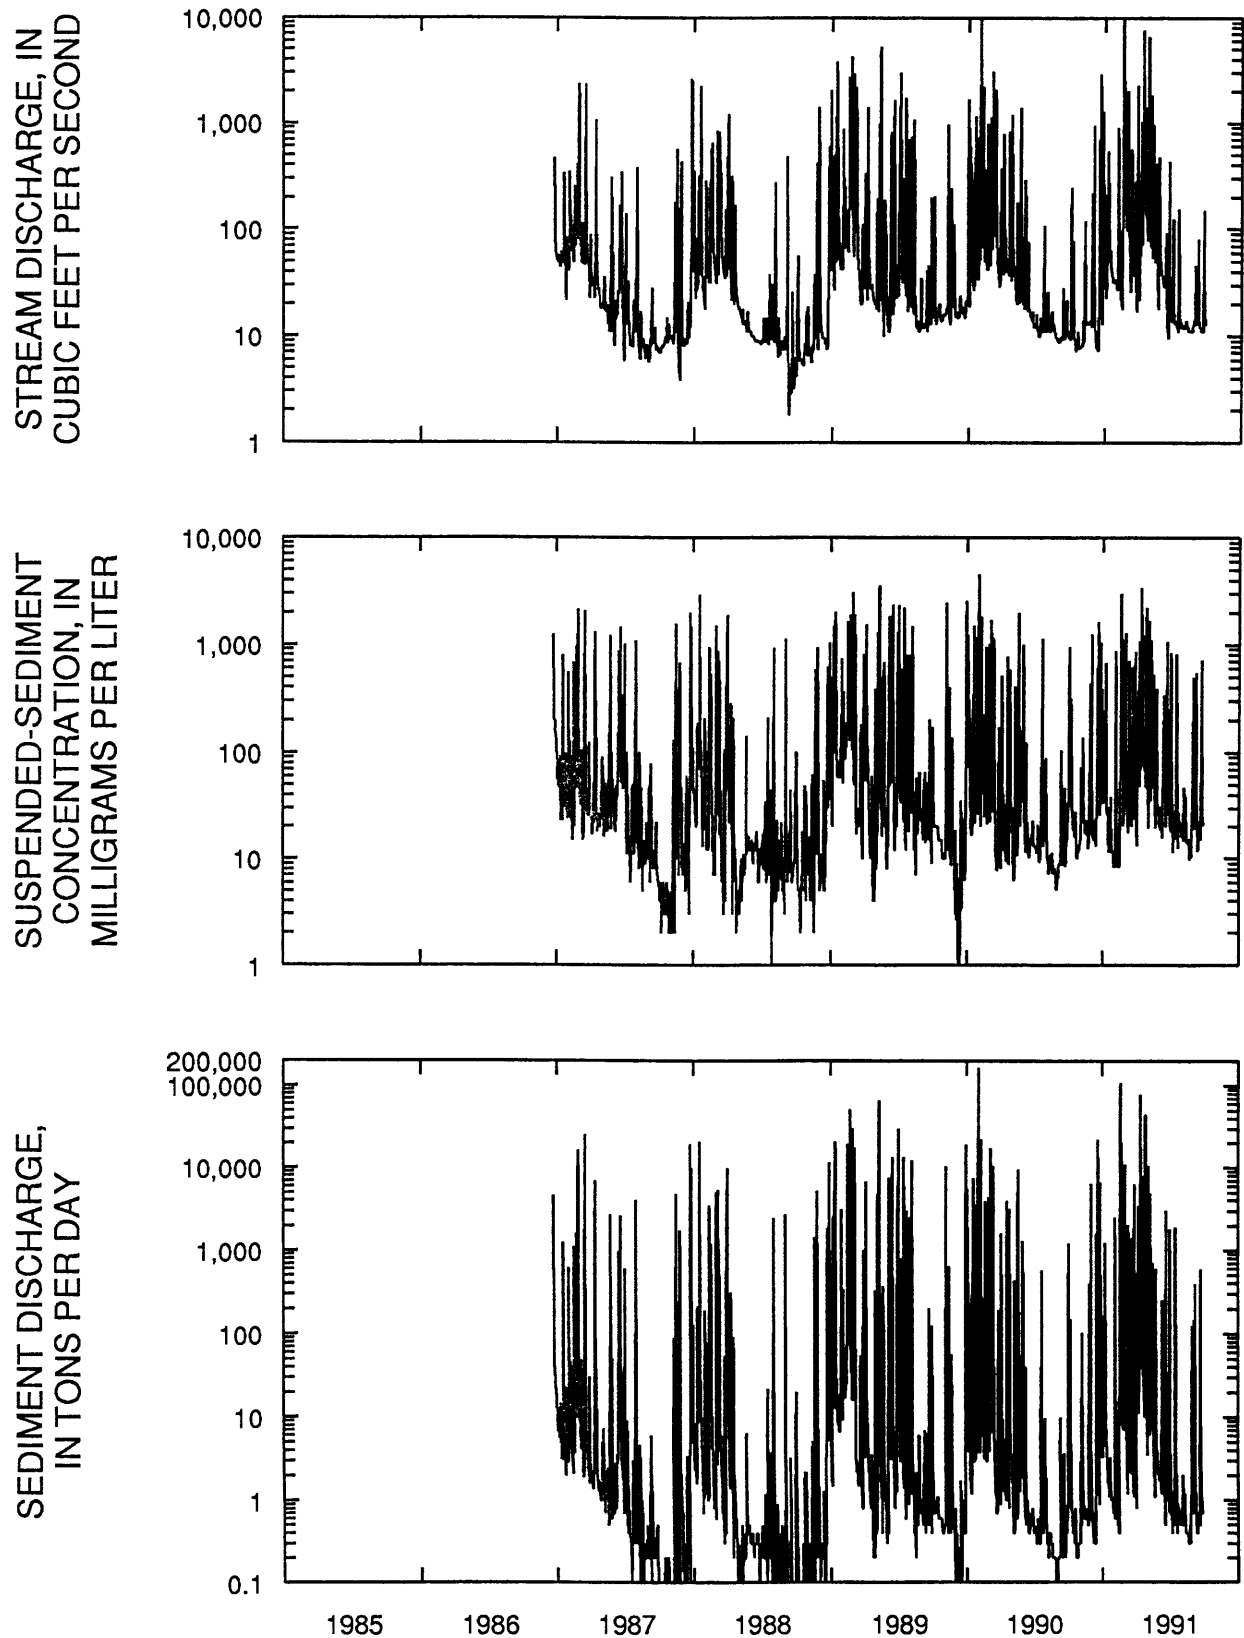 STREAM DISCHARGE, IN
CUBIC FEET PER SECOND
10,000
1,000
100
10
1
SUSPENDED-SEDIMENT
CONCENTRATION, IN
MILLIGRAMS PER LITER
10,000
1,000
100
10
1
SEDIMENT DISCHARGE,
IN TONS PER DAY
200,000
100,000
10,000
1,000
100
10
1
0.1
1985 1986 1987 1988 1989 1990 1991